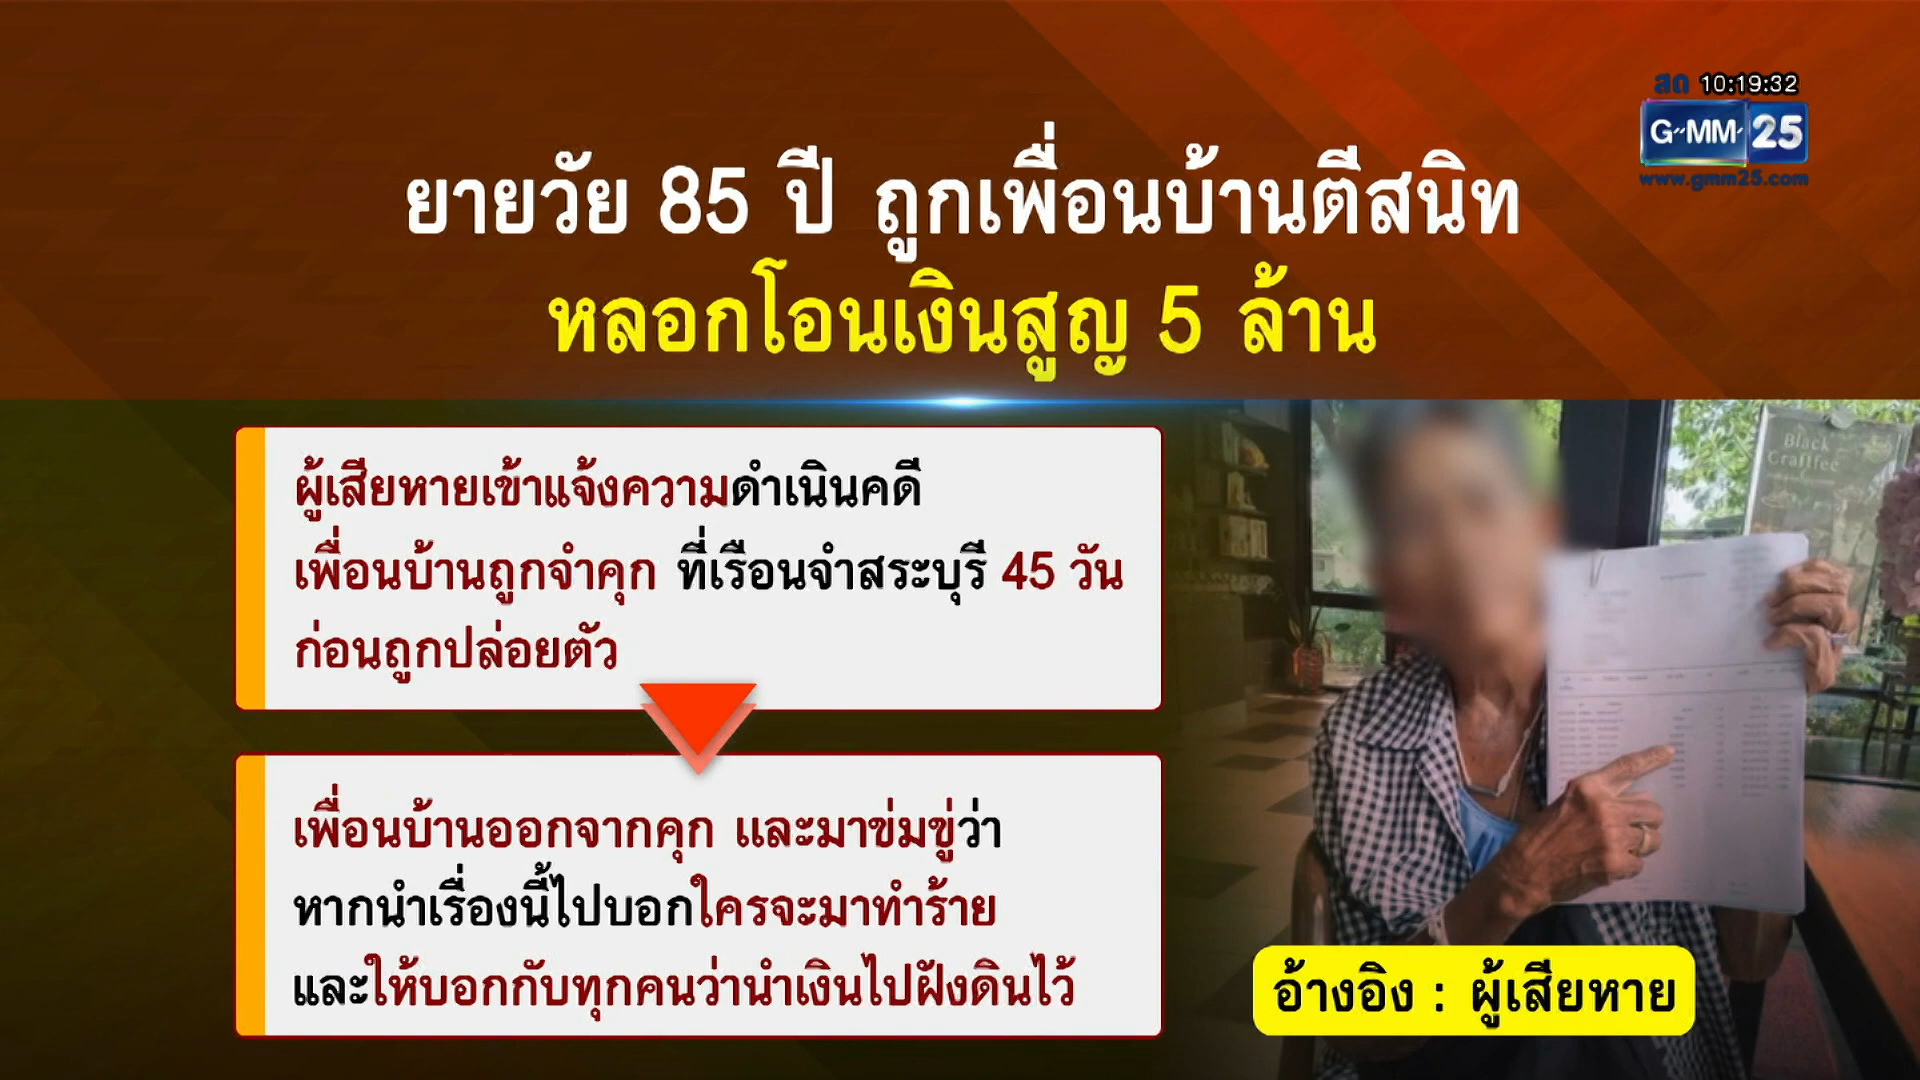 สด 10:19:32
GMM 25
www.gmm25.com
ยายวัย 85 ปี ถูกเพื่อนบ้านตีสนิท
หลอกโอนเงินสูญ 5 ล้าน
ผู้เสียหายเข้าแจ้งความดำเนินคดี
เพื่อนบ้านถูกจำคุก ที่เรือนจำสระบุรี 45 วัน
ก่อนถูกปล่อยตัว
เพื่อนบ้านออกจากคุก และมาข่มขู่ว่า
หากนำเรื่องนี้ไปบอกใครจะมาทำร้าย
และให้บอกกับทุกคนว่านำเงินไปฝังดินไว้
Black
Craffee
อ้างอิง : ผู้เสียหาย